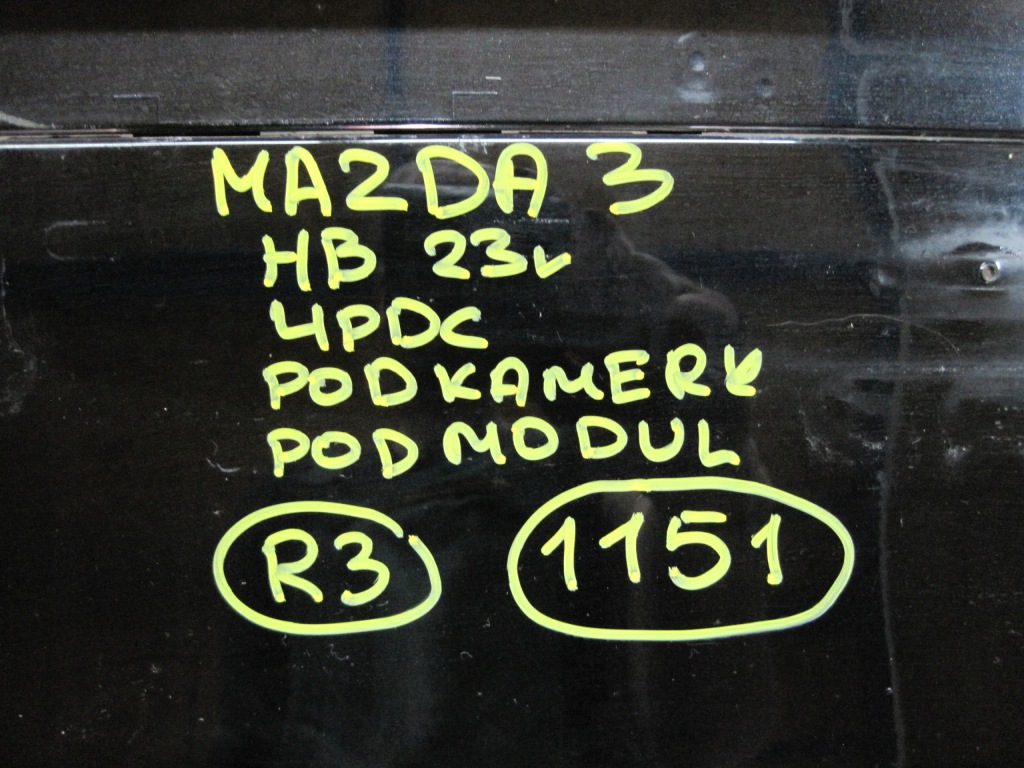 MAZDA 3
HB 23r
4PDC
POD KAMERĘ
POD MODUL
R3 1151